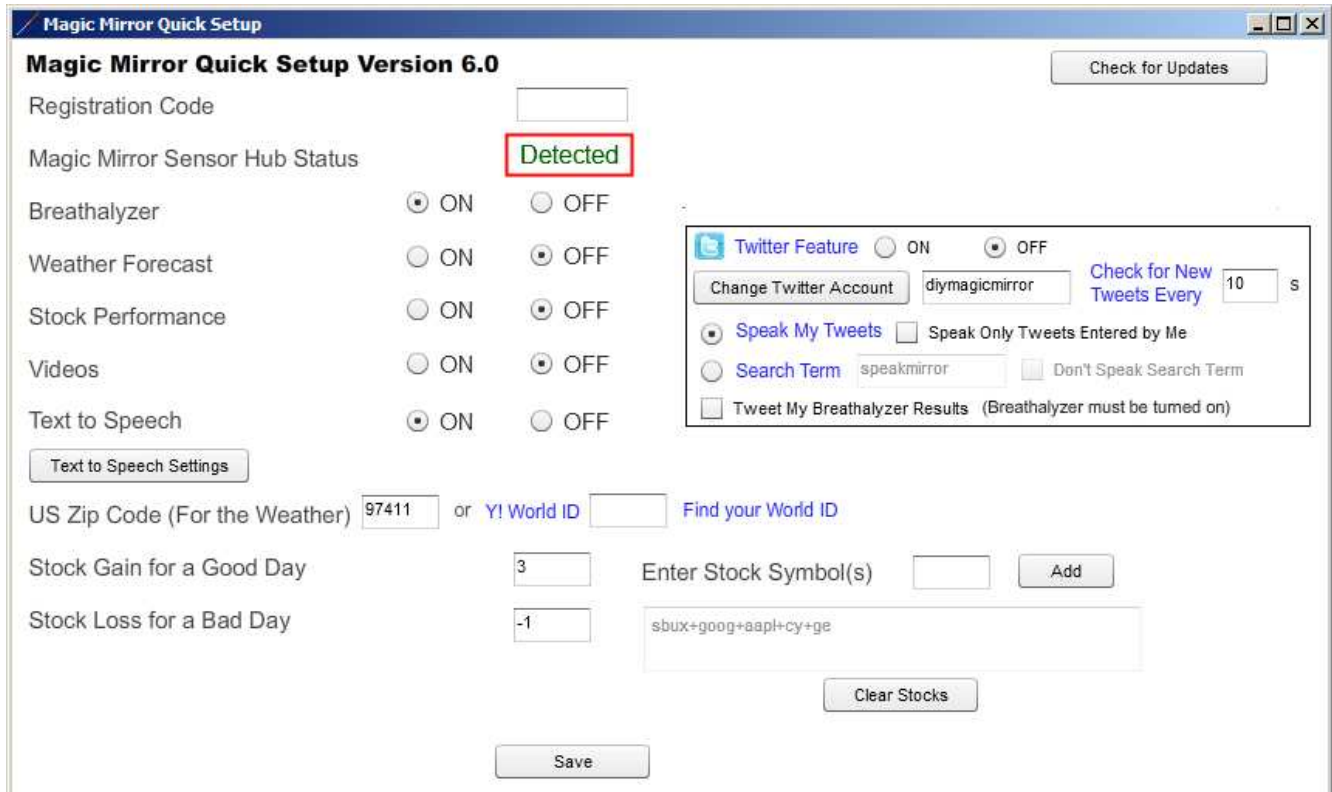 Magic Mirror Quick Setup
Magic Mirror Quick Setup Version 6.0
Check for Updates
Registration Code
Magic Mirror Sensor Hub Status Detected
Breathalyzer ON OFF
Weather Forecast ON OFF
Stock Performance ON OFF
Videos ON OFF
Text to Speech ON OFF
Text to Speech Settings
Twitter Feature ON OFF
Change Twitter Account diymagicmirror Check for New Tweets Every 10 s
Speak My Tweets Speak Only Tweets Entered by Me
Search Term speakmirror Don't Speak Search Term
Tweet My Breathalyzer Results (Breathalyzer must be turned on)
US Zip Code (For the Weather) 97411 or Y! World ID Find your World ID
Stock Gain for a Good Day 3 Enter Stock Symbol(s) Add
Stock Loss for a Bad Day -1 sbux+goog+aapl+cy+ge
Clear Stocks
Save